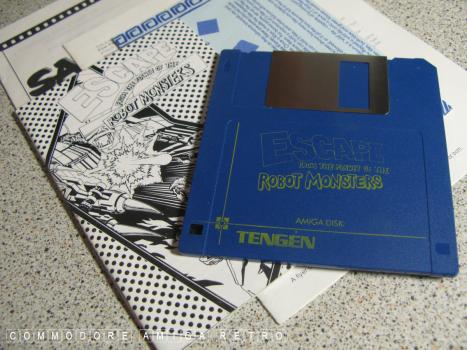 SA
ESCAPE
FROM THE PLANET OF THE
ROBOT MONSTERS
ESCAPE
FROM THE PLANET OF THE
ROBOT MONSTERS
AMIGA DISK
TENGEN
COMMODORE AMIGA RETRO